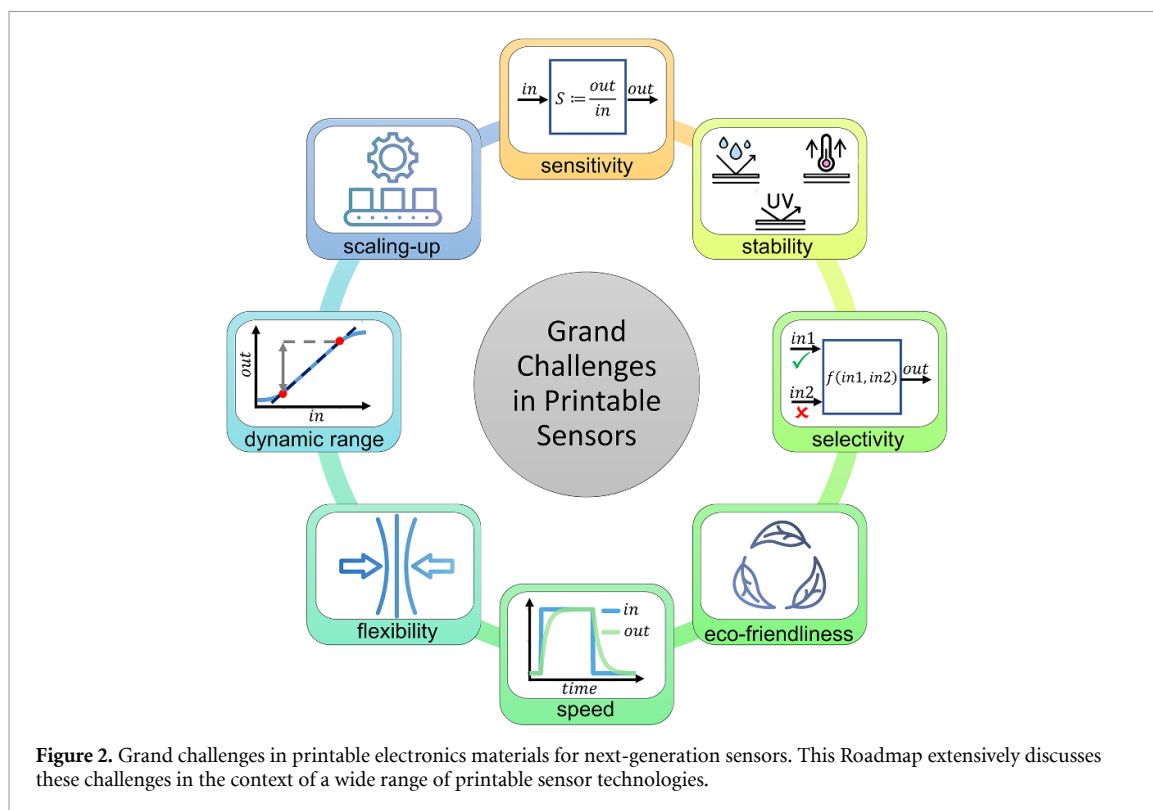 in
S ≔ out/in
out
sensitivity
UV
stability
in1
✓
in2
✗
f(in1, in2)
out
selectivity
eco-friendliness
in
out
time
speed
flexibility
out
in
dynamic range
scaling-up
Grand
Challenges
in Printable
Sensors
Figure 2. Grand challenges in printable electronics materials for next-generation sensors. This Roadmap extensively discusses
these challenges in the context of a wide range of printable sensor technologies.